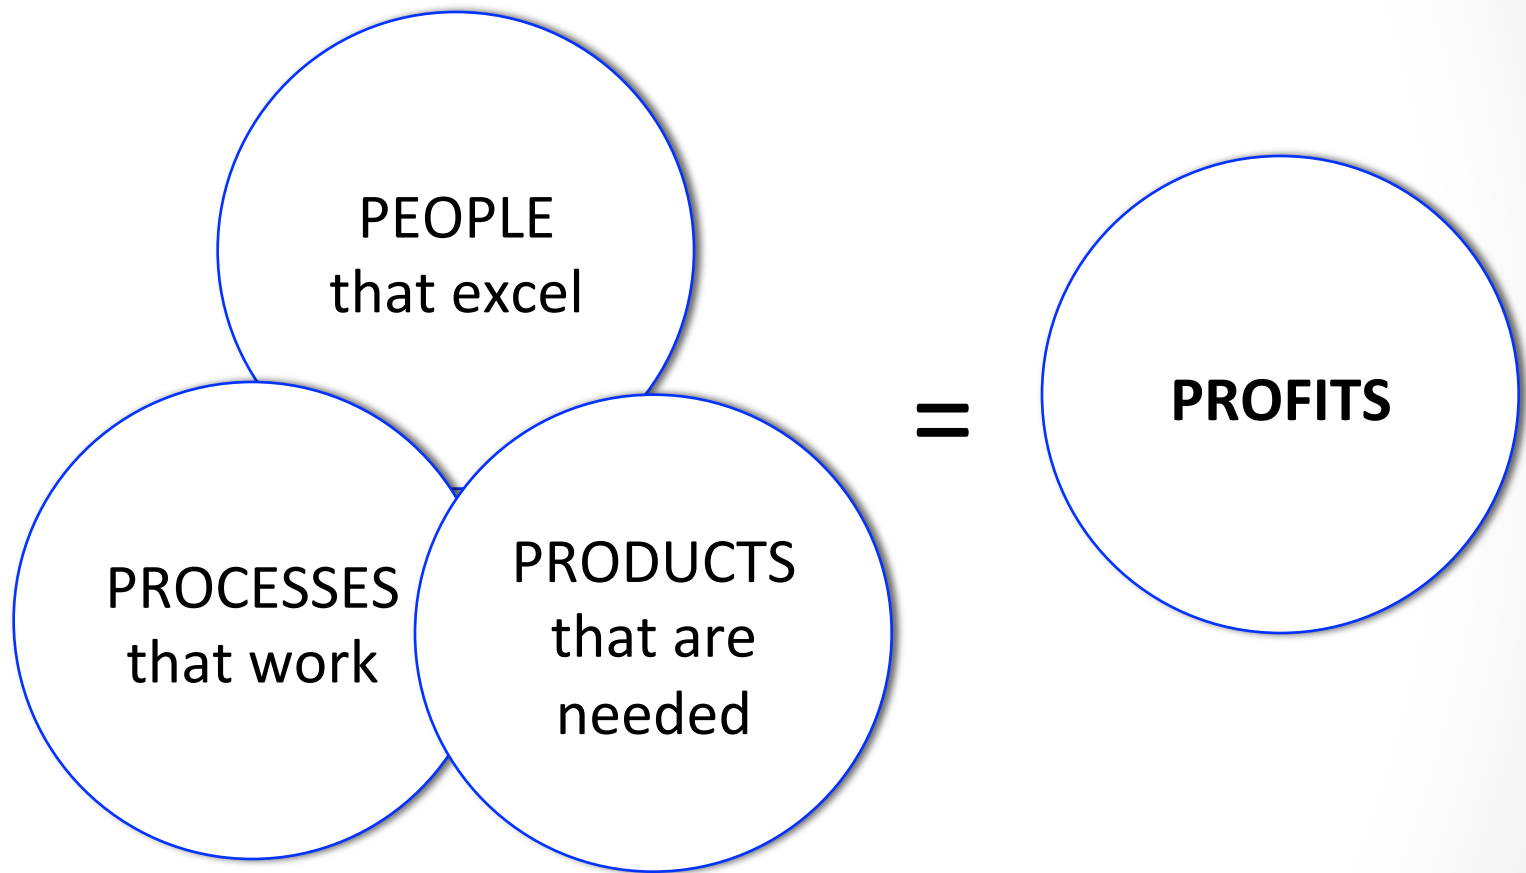 PEOPLE
that excel
PROCESSES
that work
PRODUCTS
that are
needed
=
PROFITS